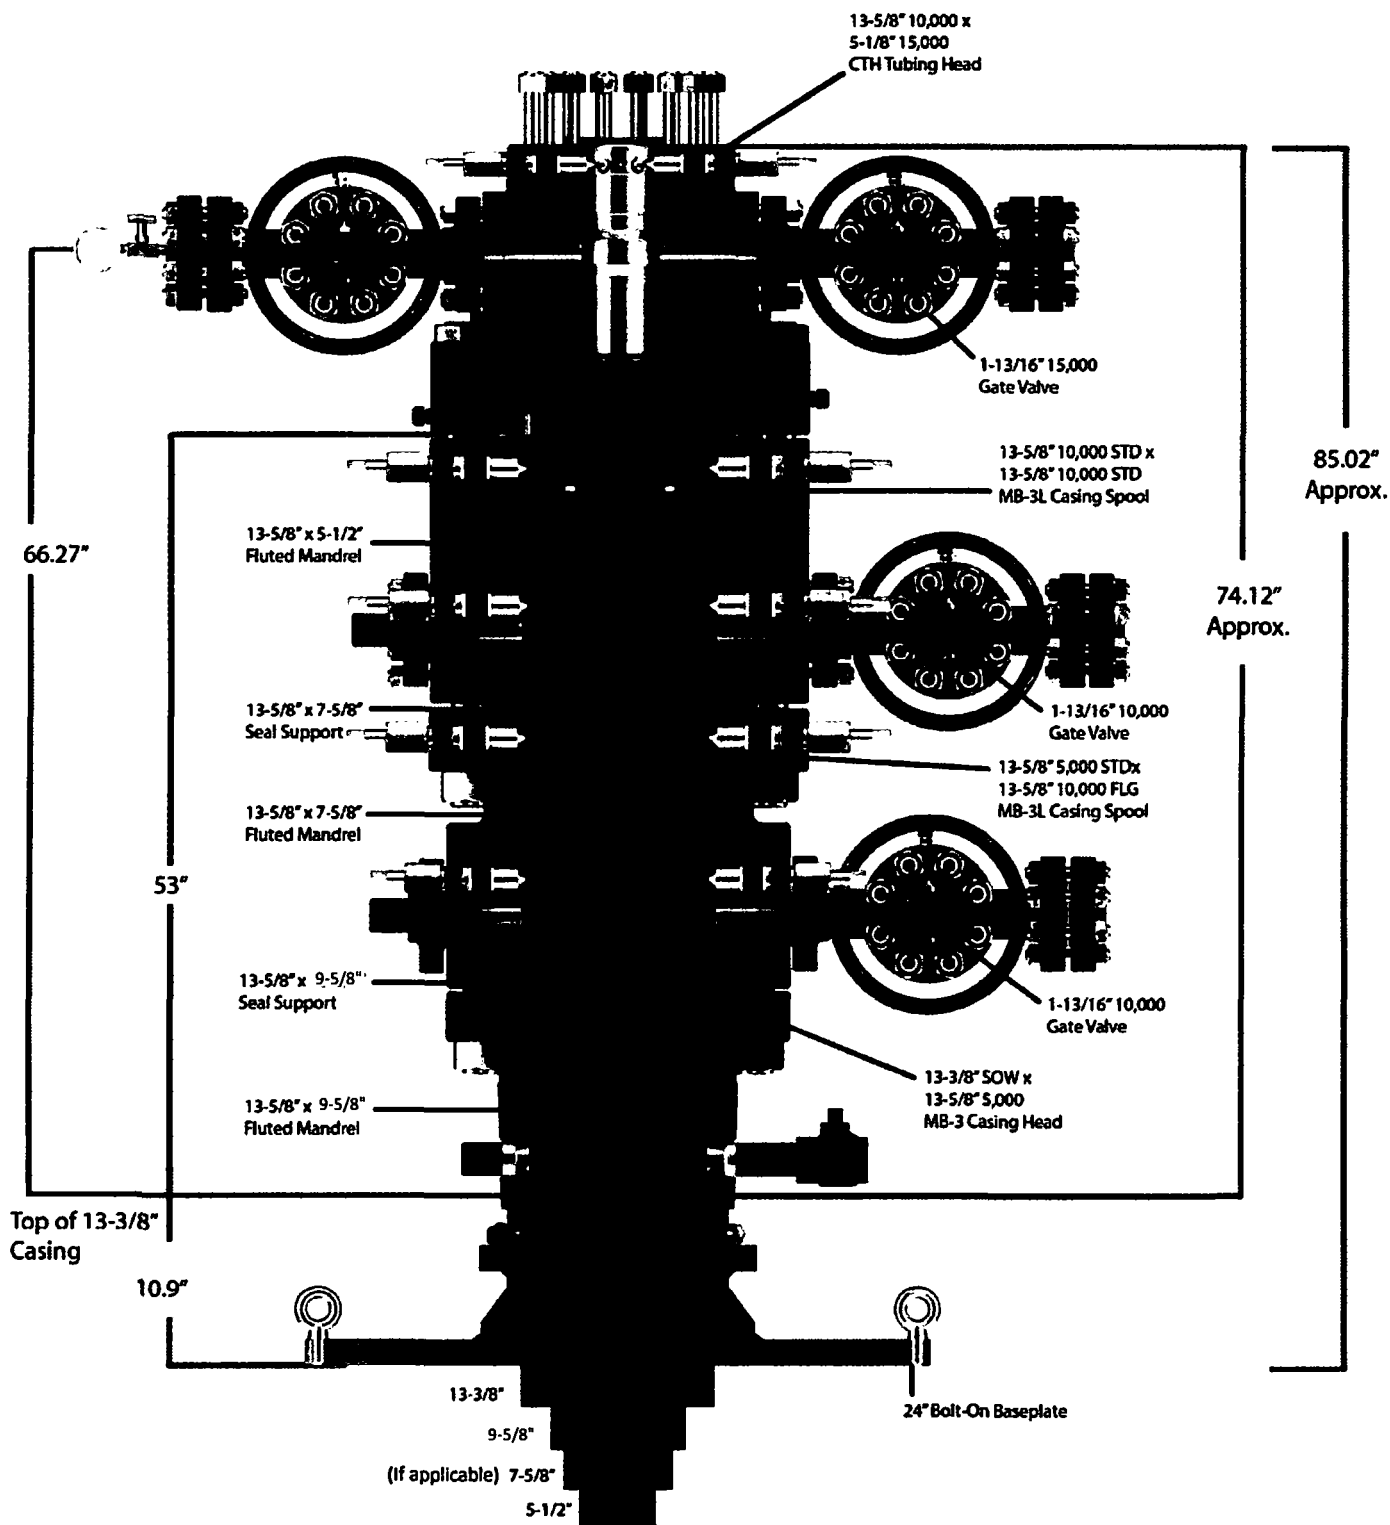 13-5/8" 10,000 x
5-1/8" 15,000
CTH Tubing Head
1-13/16" 15,000
Gate Valve
13-5/8" 10,000 STD x
13-5/8" 10,000 STD
MB-3L Casing Spool
85.02"
Approx.
13-5/8" x 5-1/2"
Fluted Mandrel
66.27"
74.12"
Approx.
13-5/8" x 7-5/8"
Seal Support
1-13/16" 10,000
Gate Valve
13-5/8" 5,000 STDx
13-5/8" 10,000 FLG
MB-3L Casing Spool
13-5/8" x 7-5/8"
Fluted Mandrel
53"
13-5/8" x 9-5/8"
Seal Support
1-13/16" 10,000
Gate Valve
13-3/8" SOW x
13-5/8" 5,000
MB-3 Casing Head
13-5/8" x 9-5/8"
Fluted Mandrel
Top of 13-3/8"
Casing
10.9"
13-3/8"
24" Bolt-On Baseplate
9-5/8"
(If applicable) 7-5/8"
5-1/2"